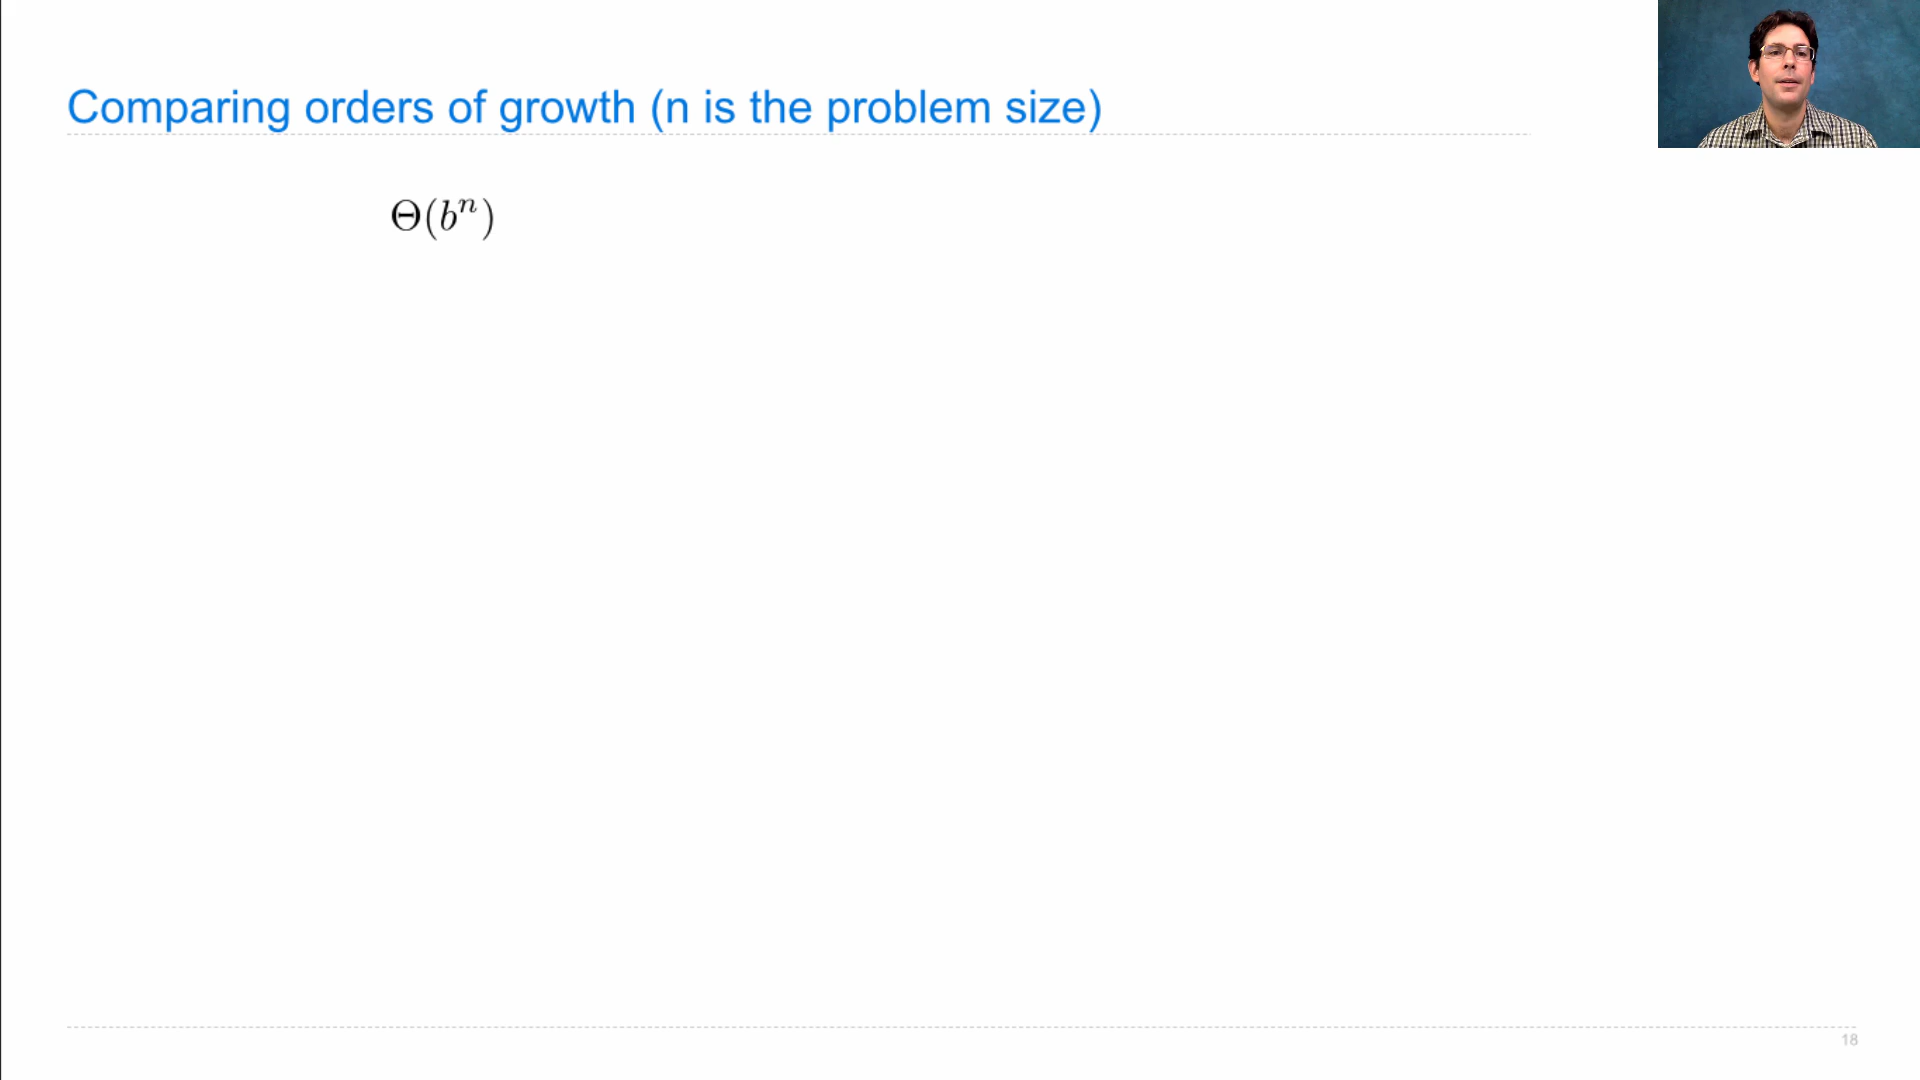 Comparing orders of growth (n is the problem size)
Θ(bⁿ)
18